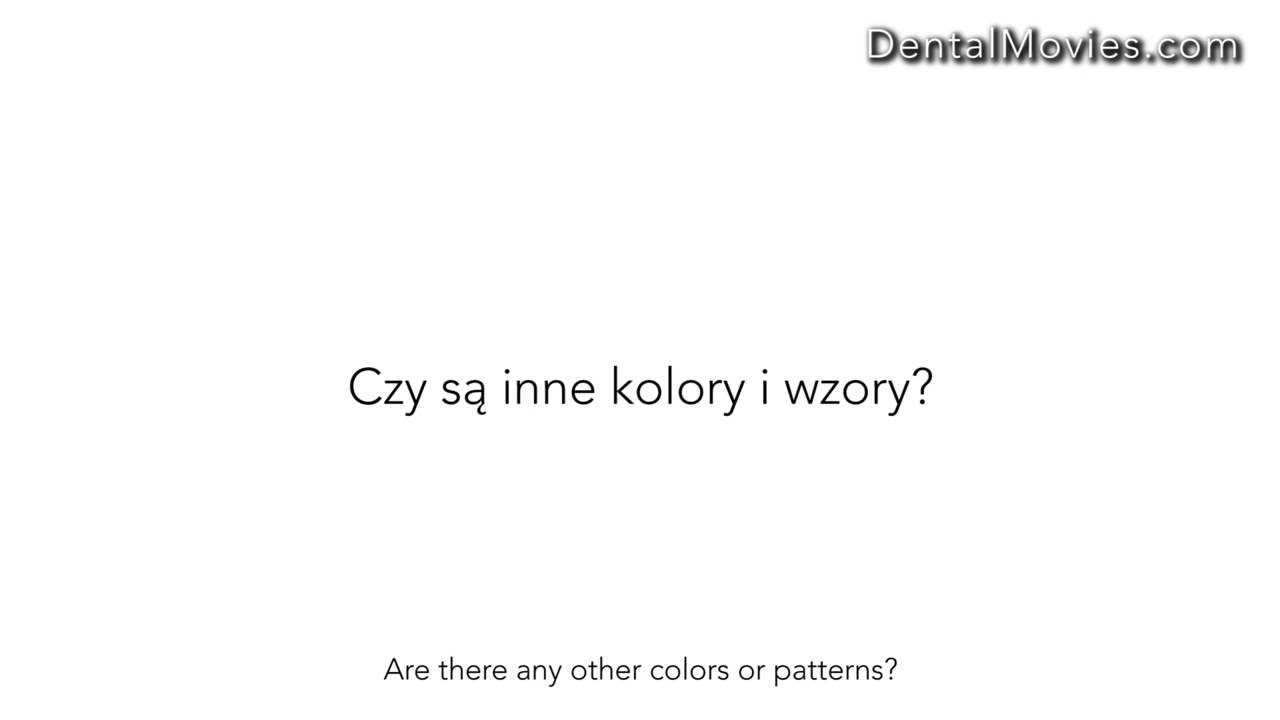 DentalMovies.com
Czy są inne kolory i wzory?
Are there any other colors or patterns?